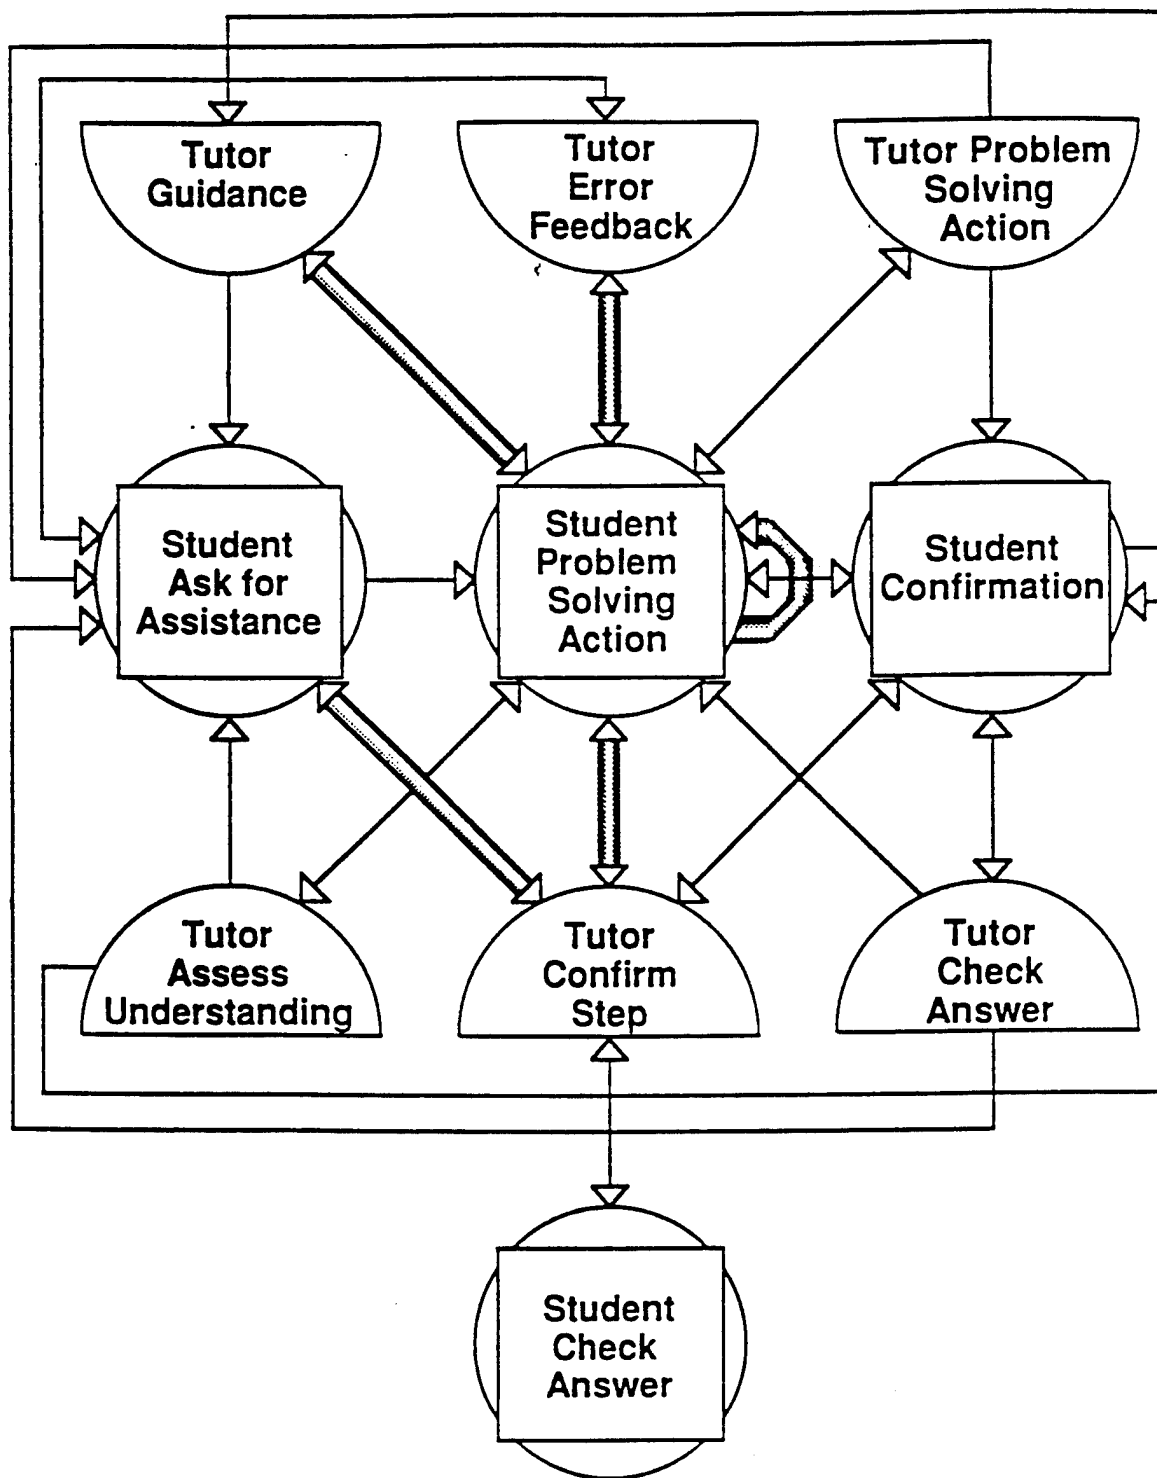 Tutor
Guidance
Tutor
Error
Feedback
Tutor Problem
Solving
Action
Student
Ask for
Assistance
Student
Problem
Solving
Action
Student
Confirmation
Tutor
Assess
Understanding
Tutor
Confirm
Step
Tutor
Check
Answer
Student
Check
Answer